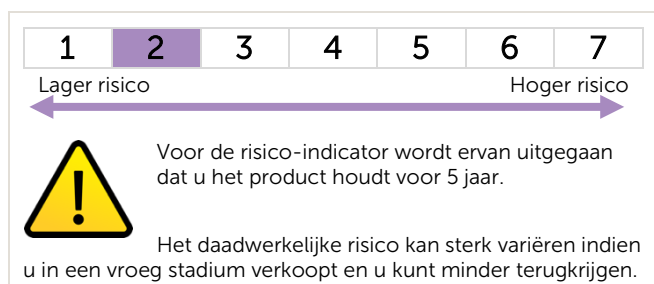 1 2 3 4 5 6 7
Lager risico Hoger risico
Voor de risico-indicator wordt ervan uitgegaan
dat u het product houdt voor 5 jaar.
Het daadwerkelijke risico kan sterk variëren indien
u in een vroeg stadium verkoopt en u kunt minder terugkrijgen.